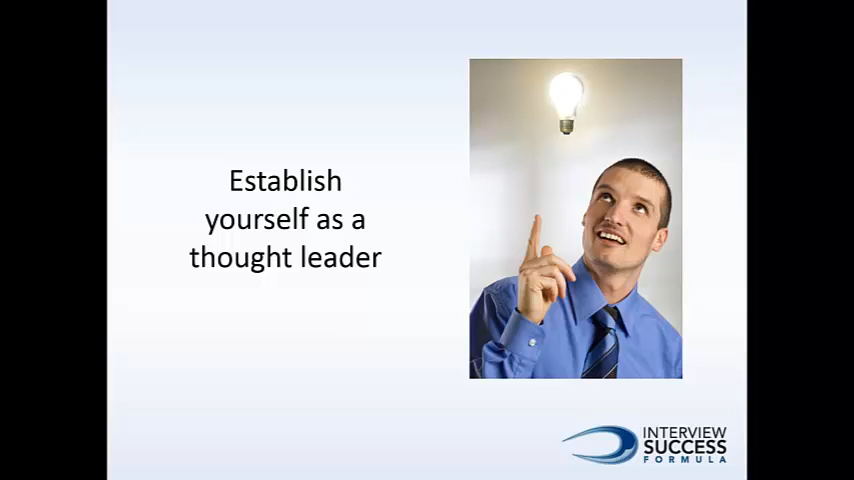 Establish
yourself as a
thought leader
INTERVIEW
SUCCESS
FORMULA